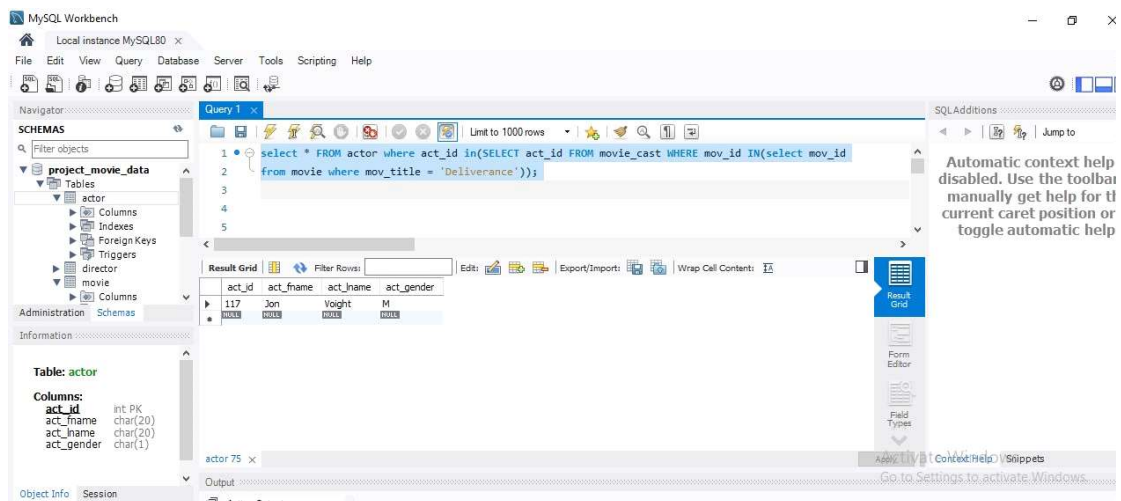 MySQL Workbench
Local instance MySQL80
File Edit View Query Database Server Tools Scripting Help
Navigator
SCHEMAS
Filter objects
project_movie_data
Tables
actor
Columns
Indexes
Foreign Keys
Triggers
director
movie
Columns
Administration Schemas
Information
Table: actor
Columns:
act_id int PK
act_fname char(20)
act_lname char(20)
act_gender char(1)
Object Info Session
Query 1
Limit to 1000 rows
1 select * FROM actor where act_id in(SELECT act_id FROM movie_cast WHERE mov_id IN(select mov_id
2 from movie where mov_title = 'Deliverance'));
3
4
5
Result Grid Filter Rows: Edit: Export/Import: Wrap Cell Content:
act_id act_fname act_lname act_gender
117 Jon Voight M
NULL NULL NULL NULL
Result
Grid
Form
Editor
Field
Types
actor 75
Apply
Output
SQLAdditions
Jump to
Automatic context help
disabled. Use the toolbar
manually get help for th
current caret position or
toggle automatic help
Context Help Snippets
Activate Windows
Go to Settings to activate Windows.